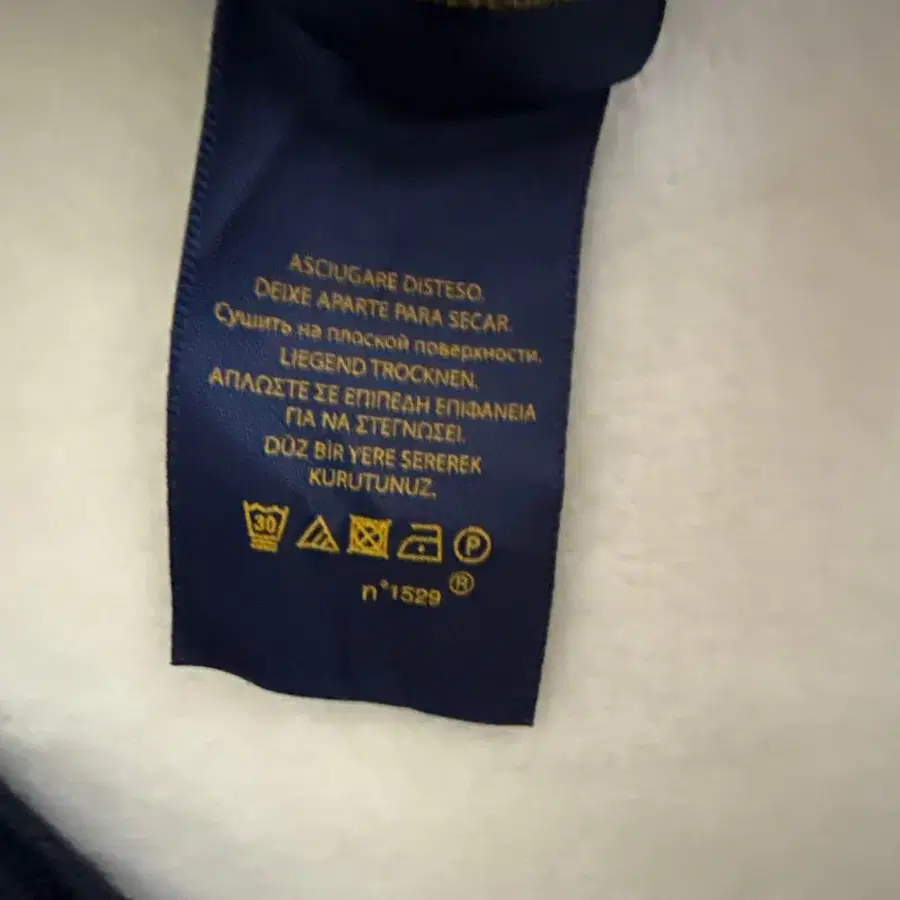 ASCIUGARE DISTESO.
DEIXE APARTE PARA SECAR.
Сушить на плоской поверхности.
LIEGEND TROCKNEN.
ΑΠΛΩΣΤΕ ΣΕ ΕΠΙΠΕΔΗ ΕΠΙΦΑΝΕΙΑ
ΓΙΑ ΝΑ ΣΤΕΓΝΩΣΕΙ.
DÜZ BİR YERE SEREREK
KURUTUNUZ.
30 P
n°1529 ®